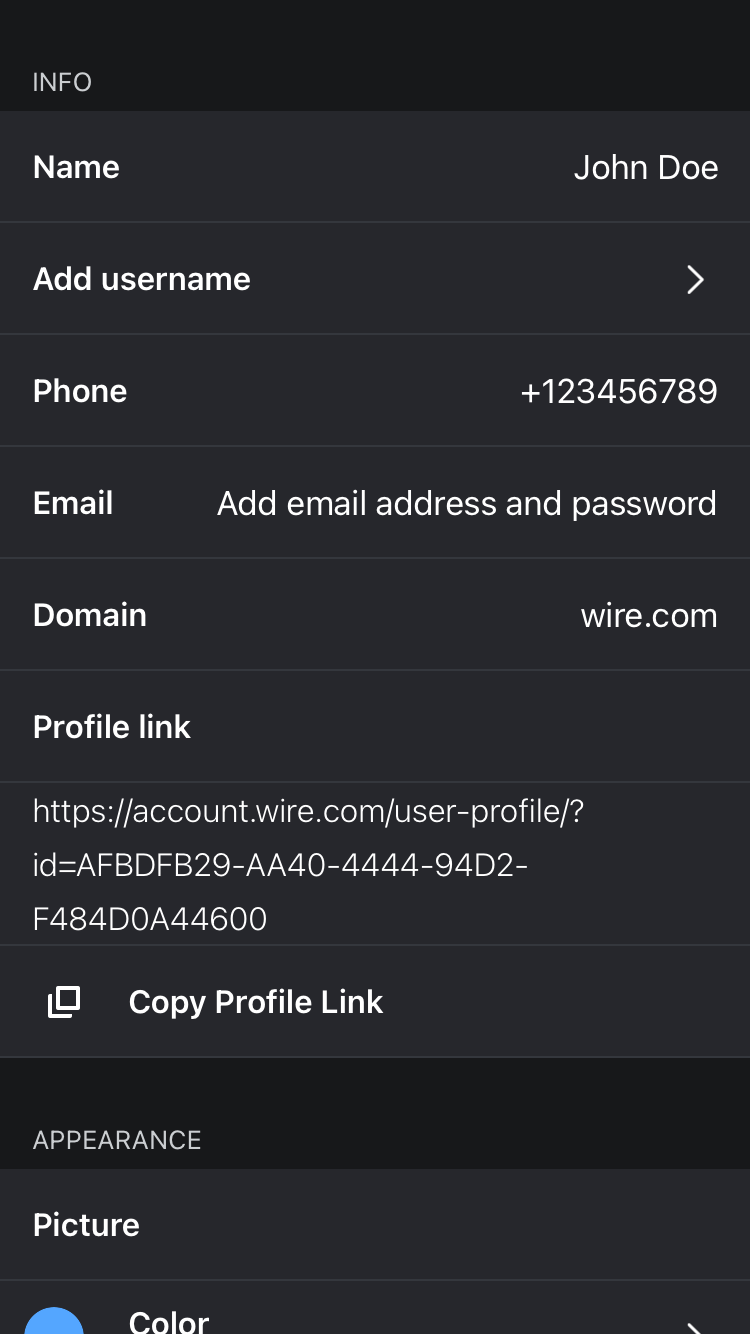 INFO
Name John Doe
Add username
Phone +123456789
Email Add email address and password
Domain wire.com
Profile link
https://account.wire.com/user-profile/?
id=AFBDFB29-AA40-4444-94D2-
F484D0A44600
Copy Profile Link
APPEARANCE
Picture
Color